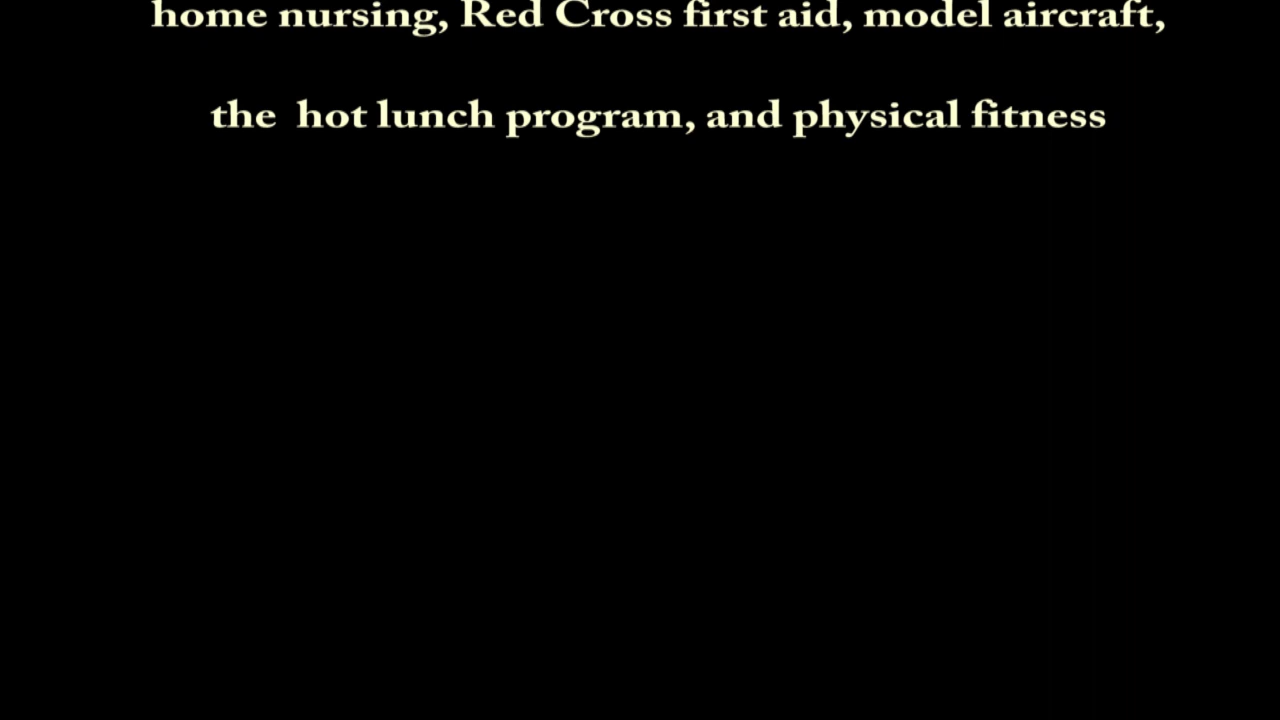 home nursing, Red Cross first aid, model aircraft,
the hot lunch program, and physical fitness